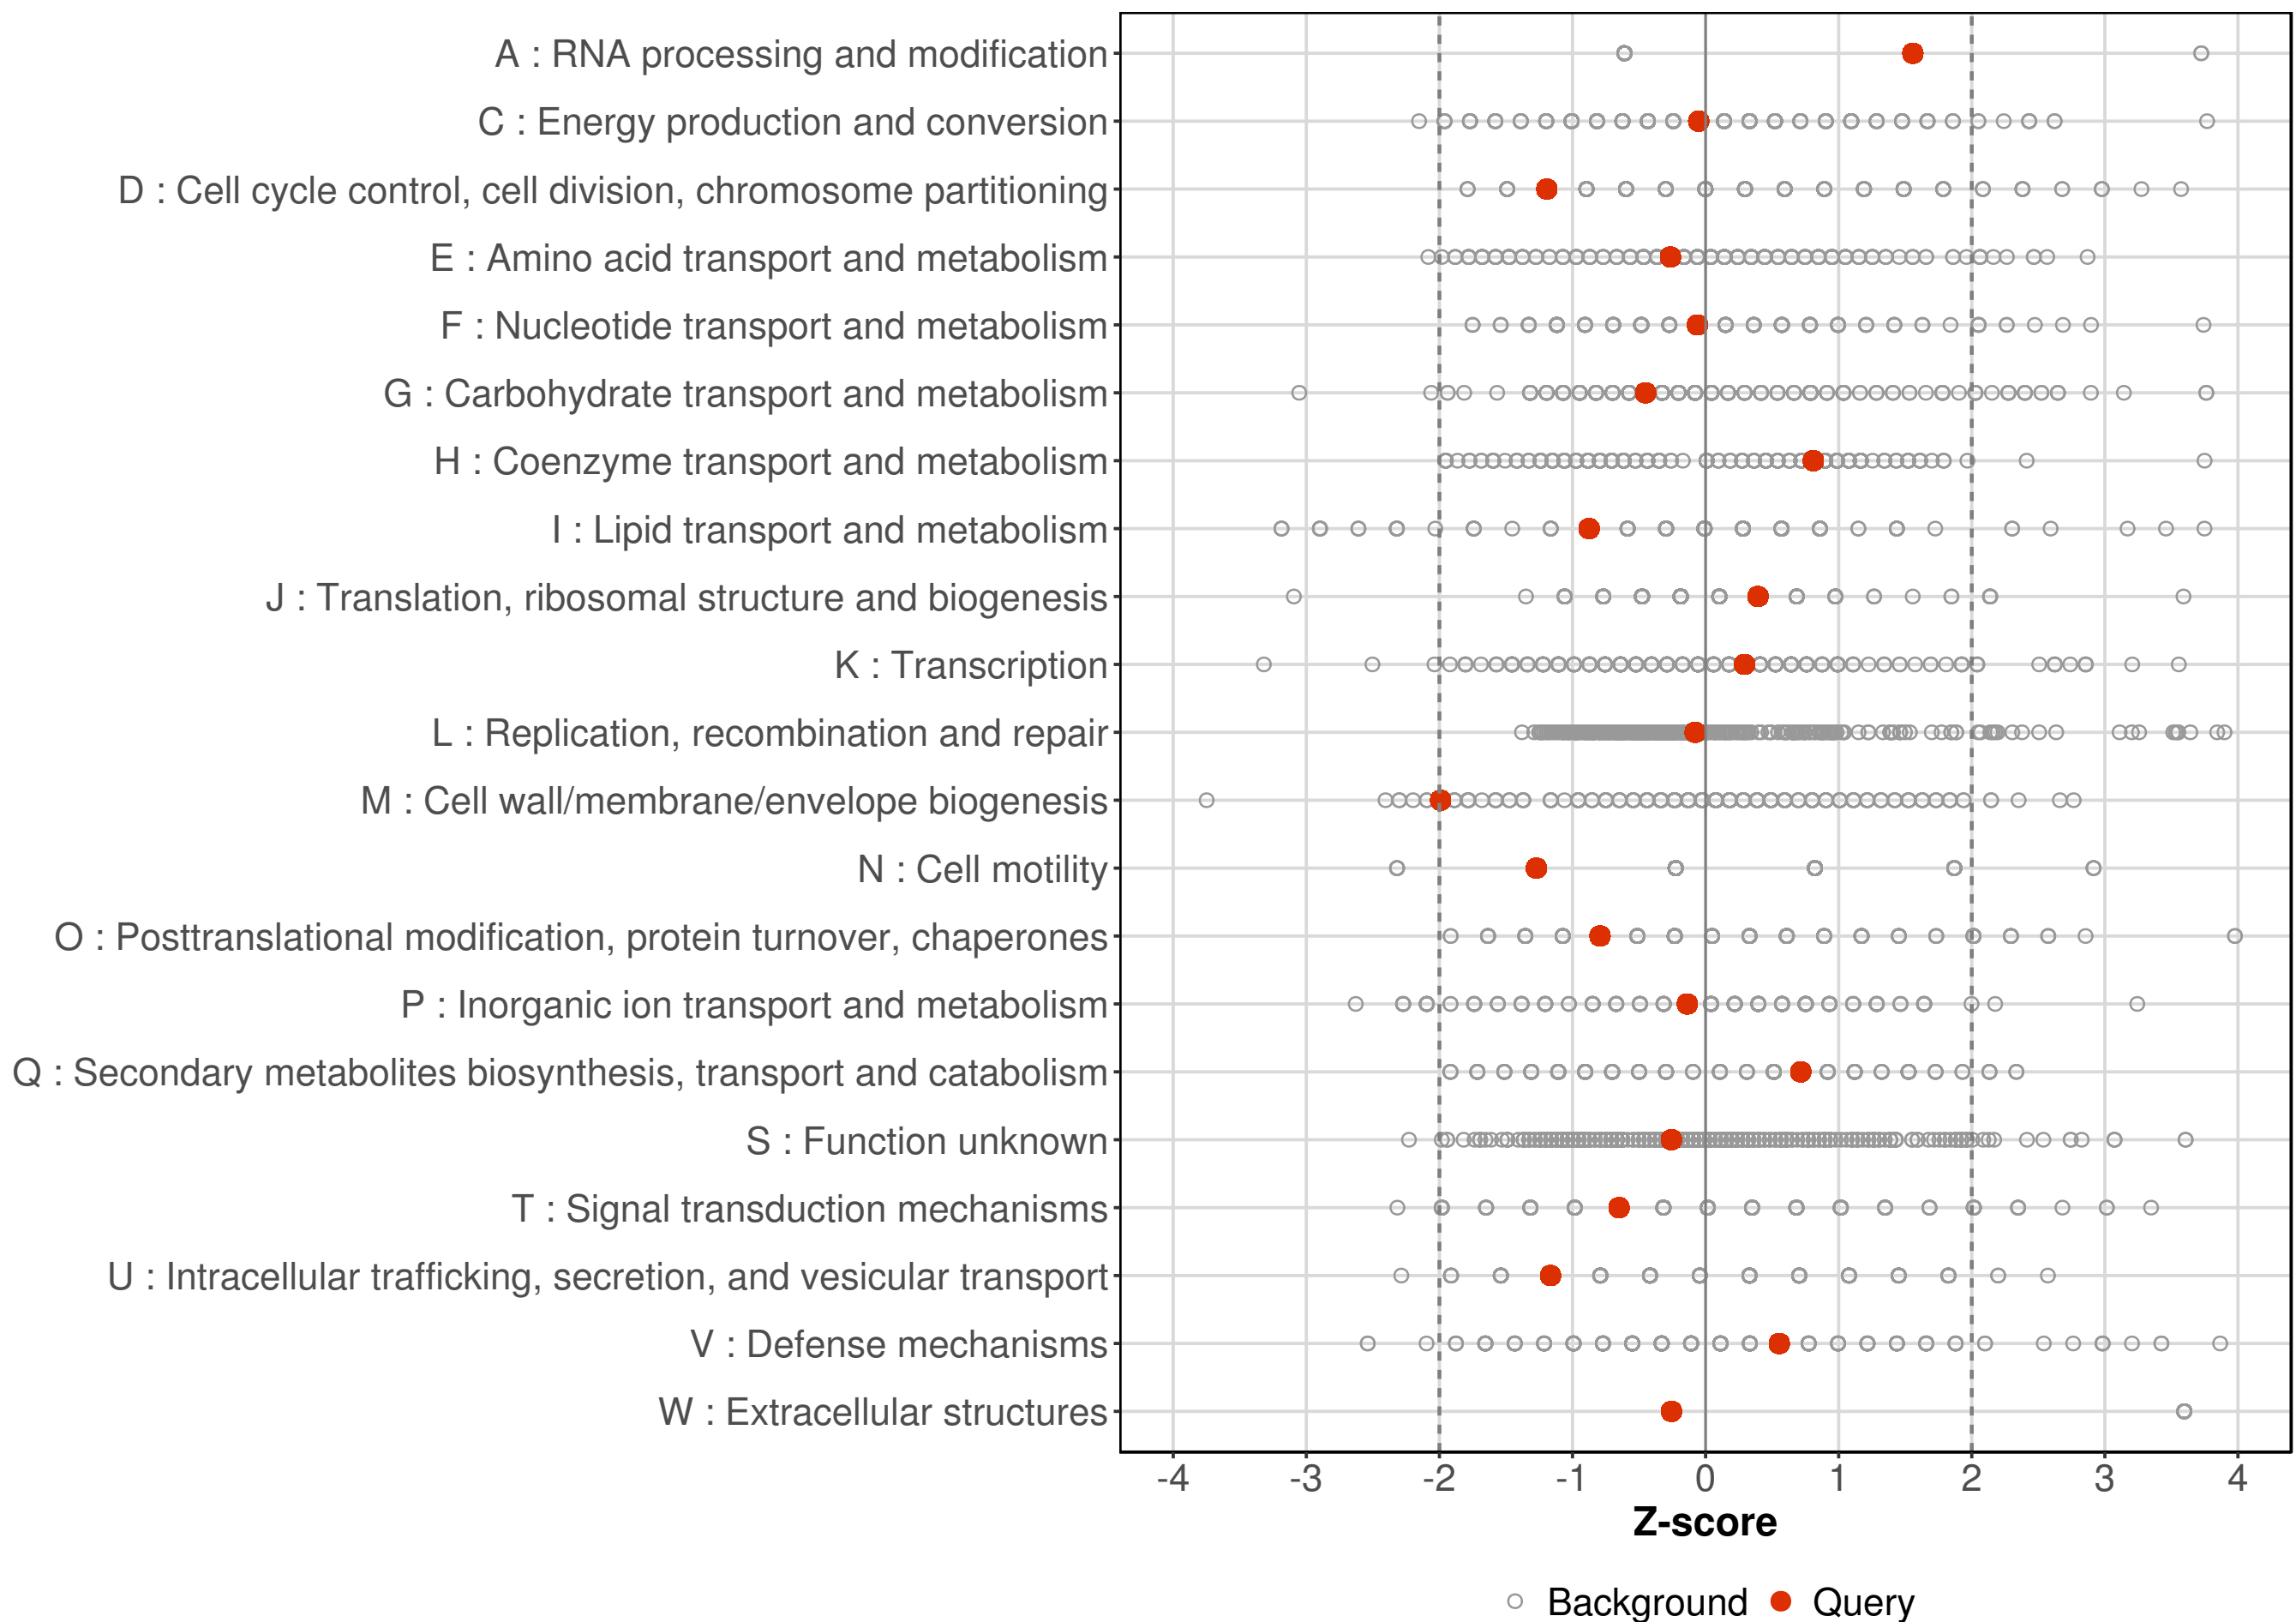 A : RNA processing and modification
C : Energy production and conversion
D : Cell cycle control, cell division, chromosome partitioning
E : Amino acid transport and metabolism
F : Nucleotide transport and metabolism
G : Carbohydrate transport and metabolism
H : Coenzyme transport and metabolism
I : Lipid transport and metabolism
J : Translation, ribosomal structure and biogenesis
K : Transcription
L : Replication, recombination and repair
M : Cell wall/membrane/envelope biogenesis
N : Cell motility
O : Posttranslational modification, protein turnover, chaperones
P : Inorganic ion transport and metabolism
Q : Secondary metabolites biosynthesis, transport and catabolism
S : Function unknown
T : Signal transduction mechanisms
U : Intracellular trafficking, secretion, and vesicular transport
V : Defense mechanisms
W : Extracellular structures
-4 -3 -2 -1 0 1 2 3 4
Z-score
Background Query